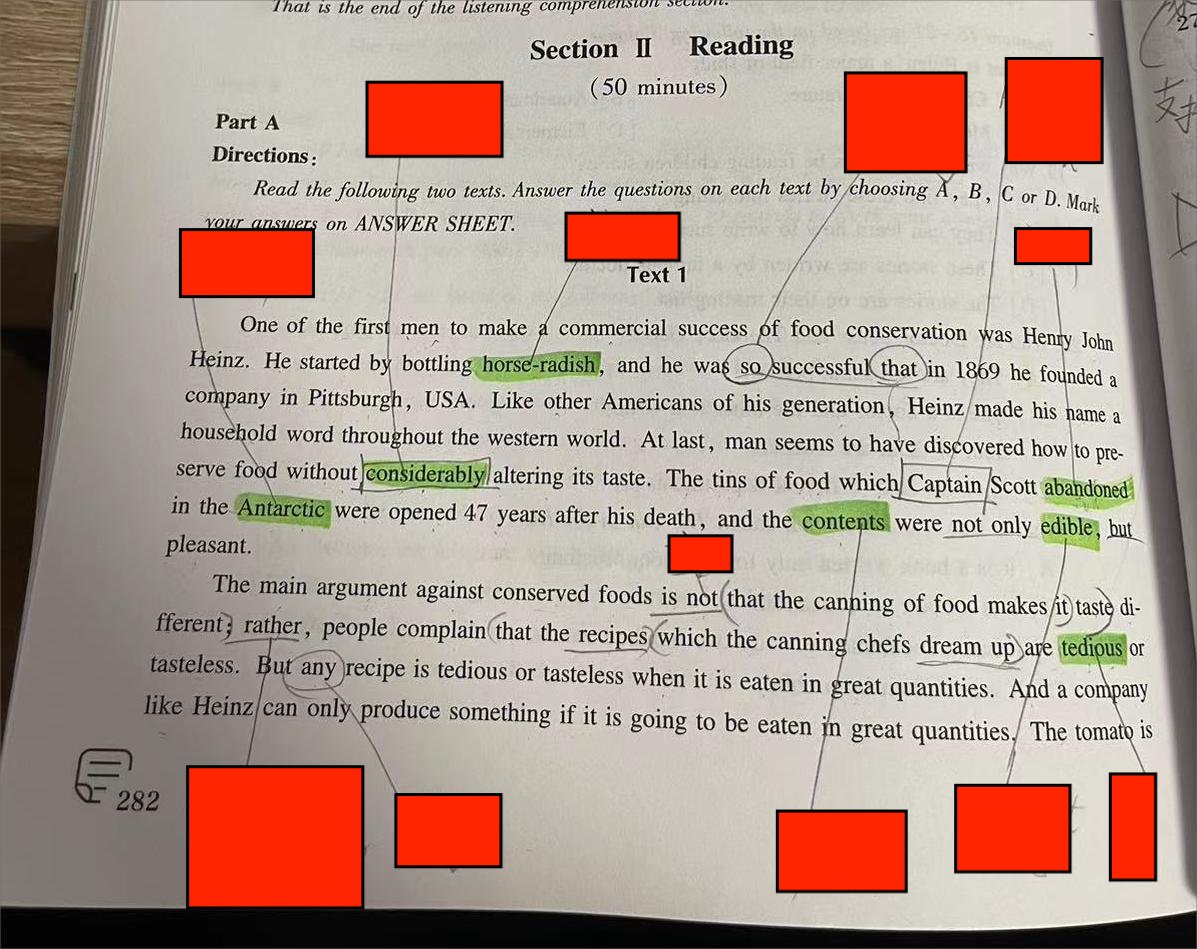 That is the end of the listening comprehension section.
Section Ⅱ Reading
(50 minutes)
Part A
Directions:
Read the following two texts. Answer the questions on each text by choosing A, B, C or D. Mark
your answers on ANSWER SHEET.
Text 1
One of the first men to make a commercial success of food conservation was Henry John
Heinz. He started by bottling horse-radish, and he was so successful that in 1869 he founded a
company in Pittsburgh, USA. Like other Americans of his generation, Heinz made his name a
household word throughout the western world. At last, man seems to have discovered how to pre-
serve food without considerably altering its taste. The tins of food which Captain Scott abandoned
in the Antarctic were opened 47 years after his death, and the contents were not only edible, but
pleasant.
The main argument against conserved foods is not that the canning of food makes it taste di-
fferent; rather, people complain that the recipes which the canning chefs dream up are tedious or
tasteless. But any recipe is tedious or tasteless when it is eaten in great quantities. And a company
like Heinz can only produce something if it is going to be eaten in great quantities. The tomato is
282
27
支持